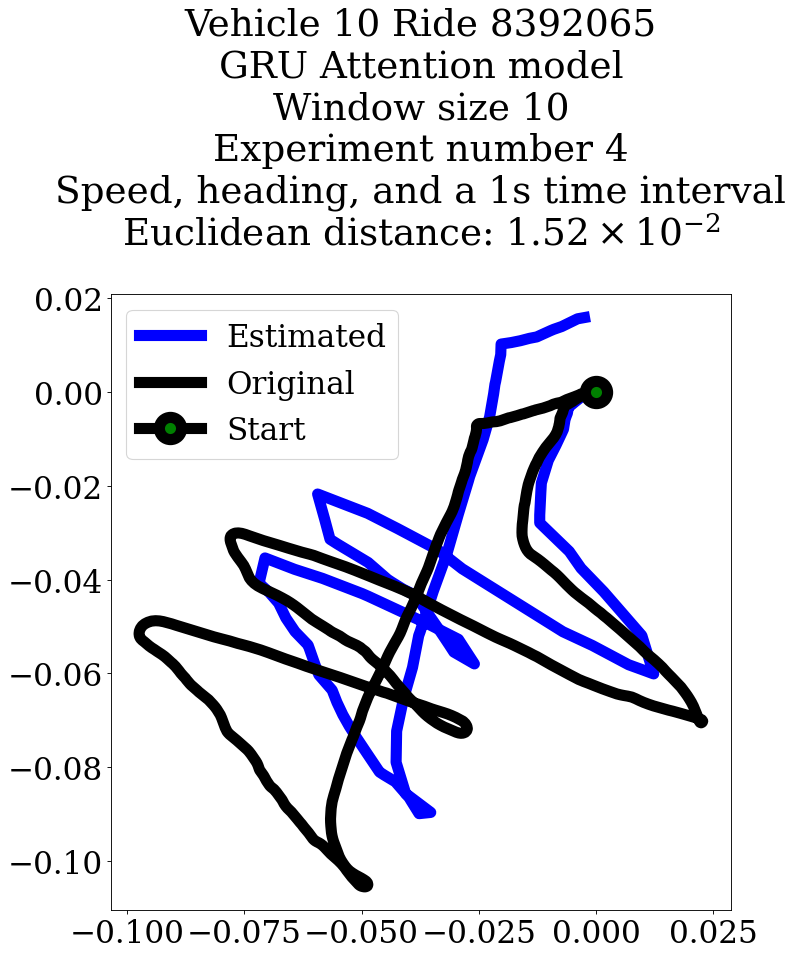 Vehicle 10 Ride 8392065
GRU Attention model
Window size 10
Experiment number 4
Speed, heading, and a 1s time interval
Euclidean distance: 1.52 × 10⁻²
0.02
0.00
−0.02
−0.04
−0.06
−0.08
−0.10
Estimated
Original
Start
−0.100 −0.075 −0.050 −0.025 0.000 0.025